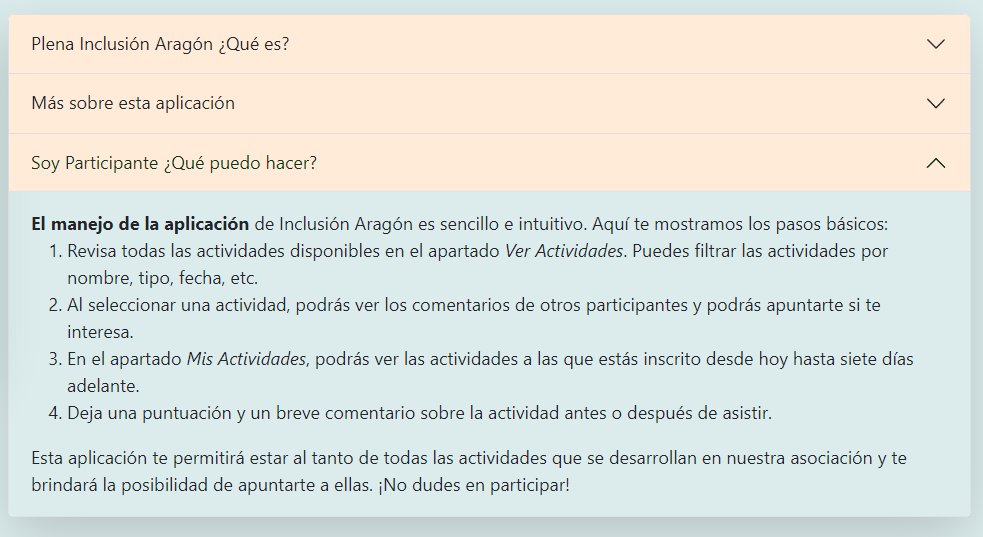 Plena Inclusión Aragón ¿Qué es?
Más sobre esta aplicación
Soy Participante ¿Qué puedo hacer?
El manejo de la aplicación de Inclusión Aragón es sencillo e intuitivo. Aquí te mostramos los pasos básicos:
1. Revisa todas las actividades disponibles en el apartado Ver Actividades. Puedes filtrar las actividades por
nombre, tipo, fecha, etc.
2. Al seleccionar una actividad, podrás ver los comentarios de otros participantes y podrás apuntarte si te
interesa.
3. En el apartado Mis Actividades, podrás ver las actividades a las que estás inscrito desde hoy hasta siete días
adelante.
4. Deja una puntuación y un breve comentario sobre la actividad antes o después de asistir.
Esta aplicación te permitirá estar al tanto de todas las actividades que se desarrollan en nuestra asociación y te
brindará la posibilidad de apuntarte a ellas. ¡No dudes en participar!